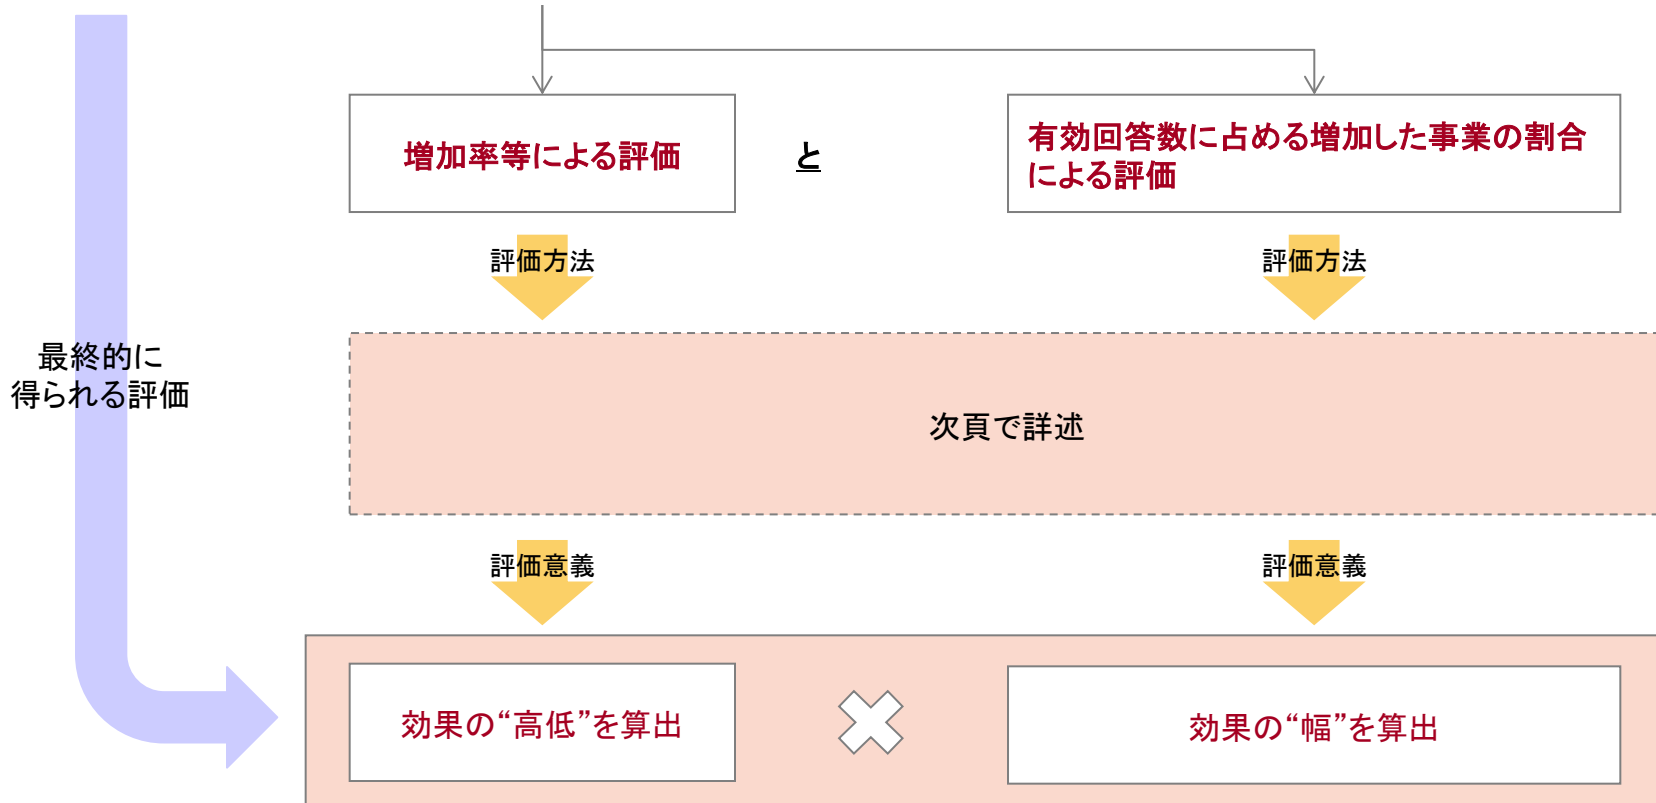 増加率等による評価
と
有効回答数に占める増加した事業の割合
による評価
評価方法
評価方法
最終的に
得られる評価
次頁で詳述
評価意義
評価意義
効果の“高低”を算出
効果の“幅”を算出